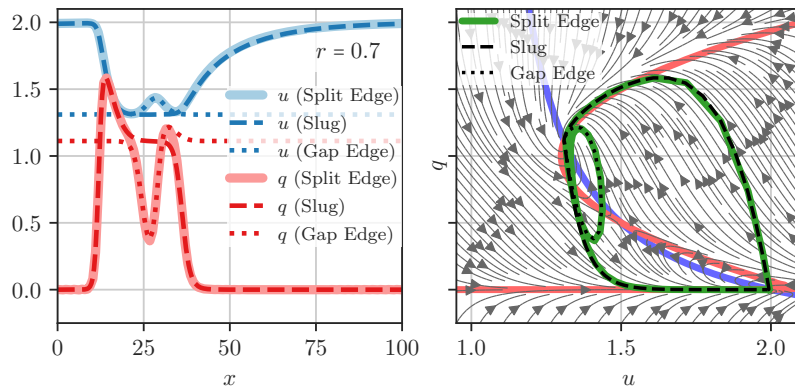 2.0
1.5
1.0
0.5
0.0
r = 0.7
u (Split Edge)
u (Slug)
u (Gap Edge)
q (Split Edge)
q (Slug)
q (Gap Edge)
0 25 50 75 100
x
Split Edge
Slug
Gap Edge
q
1.0 1.5 2.0
u